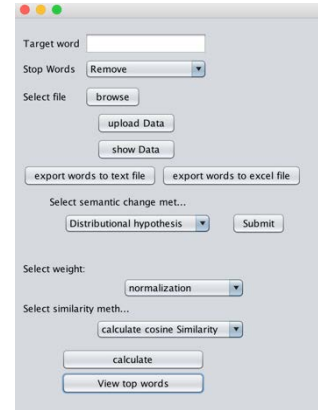 Target word
Stop Words Remove
Select file browse
upload Data
show Data
export words to text file export words to excel file
Select semantic change met...
Distributional hypothesis Submit
Select weight:
normalization
Select similarity meth...
calculate cosine Similarity
calculate
View top words